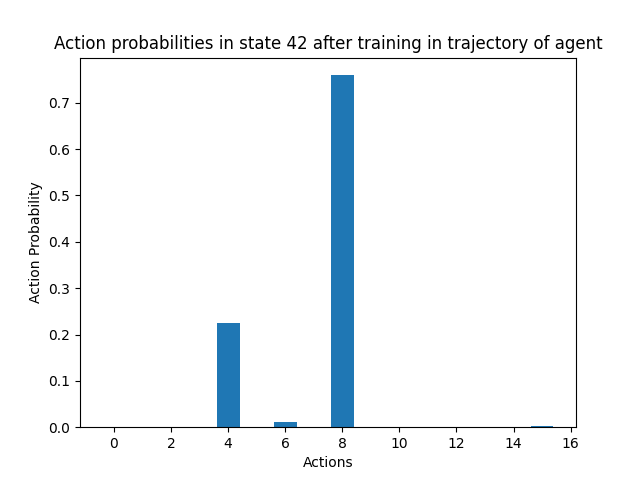 Action probabilities in state 42 after training in trajectory of agent
Action Probability
0.7
0.6
0.5
0.4
0.3
0.2
0.1
0.0
0 2 4 6 8 10 12 14 16
Actions